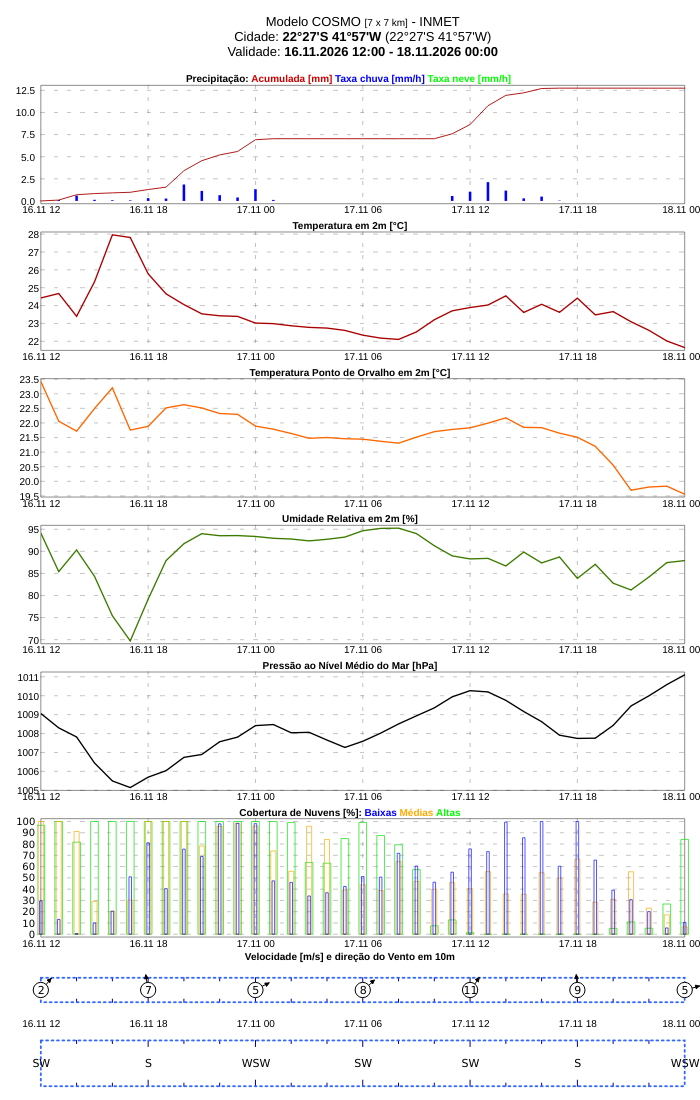 Modelo COSMO [7 x 7 km] - INMET
Cidade: 22°27'S 41°57'W (22°27'S 41°57'W)
Validade: 16.11.2026 12:00 - 18.11.2026 00:00
Precipitação: Acumulada [mm] Taxa chuva [mm/h] Taxa neve [mm/h]
12.5
10.0
7.5
5.0
2.5
0.0
16.11 12 16.11 18 17.11 00 17.11 06 17.11 12 17.11 18 18.11 00
Temperatura em 2m [°C]
28
27
26
25
24
23
22
16.11 12 16.11 18 17.11 00 17.11 06 17.11 12 17.11 18 18.11 00
Temperatura Ponto de Orvalho em 2m [°C]
23.5
23.0
22.5
22.0
21.5
21.0
20.5
20.0
19.5
16.11 12 16.11 18 17.11 00 17.11 06 17.11 12 17.11 18 18.11 00
Umidade Relativa em 2m [%]
95
90
85
80
75
70
16.11 12 16.11 18 17.11 00 17.11 06 17.11 12 17.11 18 18.11 00
Pressão ao Nível Médio do Mar [hPa]
1011
1010
1009
1008
1007
1006
1005
16.11 12 16.11 18 17.11 00 17.11 06 17.11 12 17.11 18 18.11 00
Cobertura de Nuvens [%]: Baixas Médias Altas
100
90
80
70
60
50
40
30
20
10
0
16.11 12 16.11 18 17.11 00 17.11 06 17.11 12 17.11 18 18.11 00
Velocidade [m/s] e direção do Vento em 10m
2 7 5 8 11 9 5
16.11 12 16.11 18 17.11 00 17.11 06 17.11 12 17.11 18 18.11 00
SW S WSW SW SW S WSW